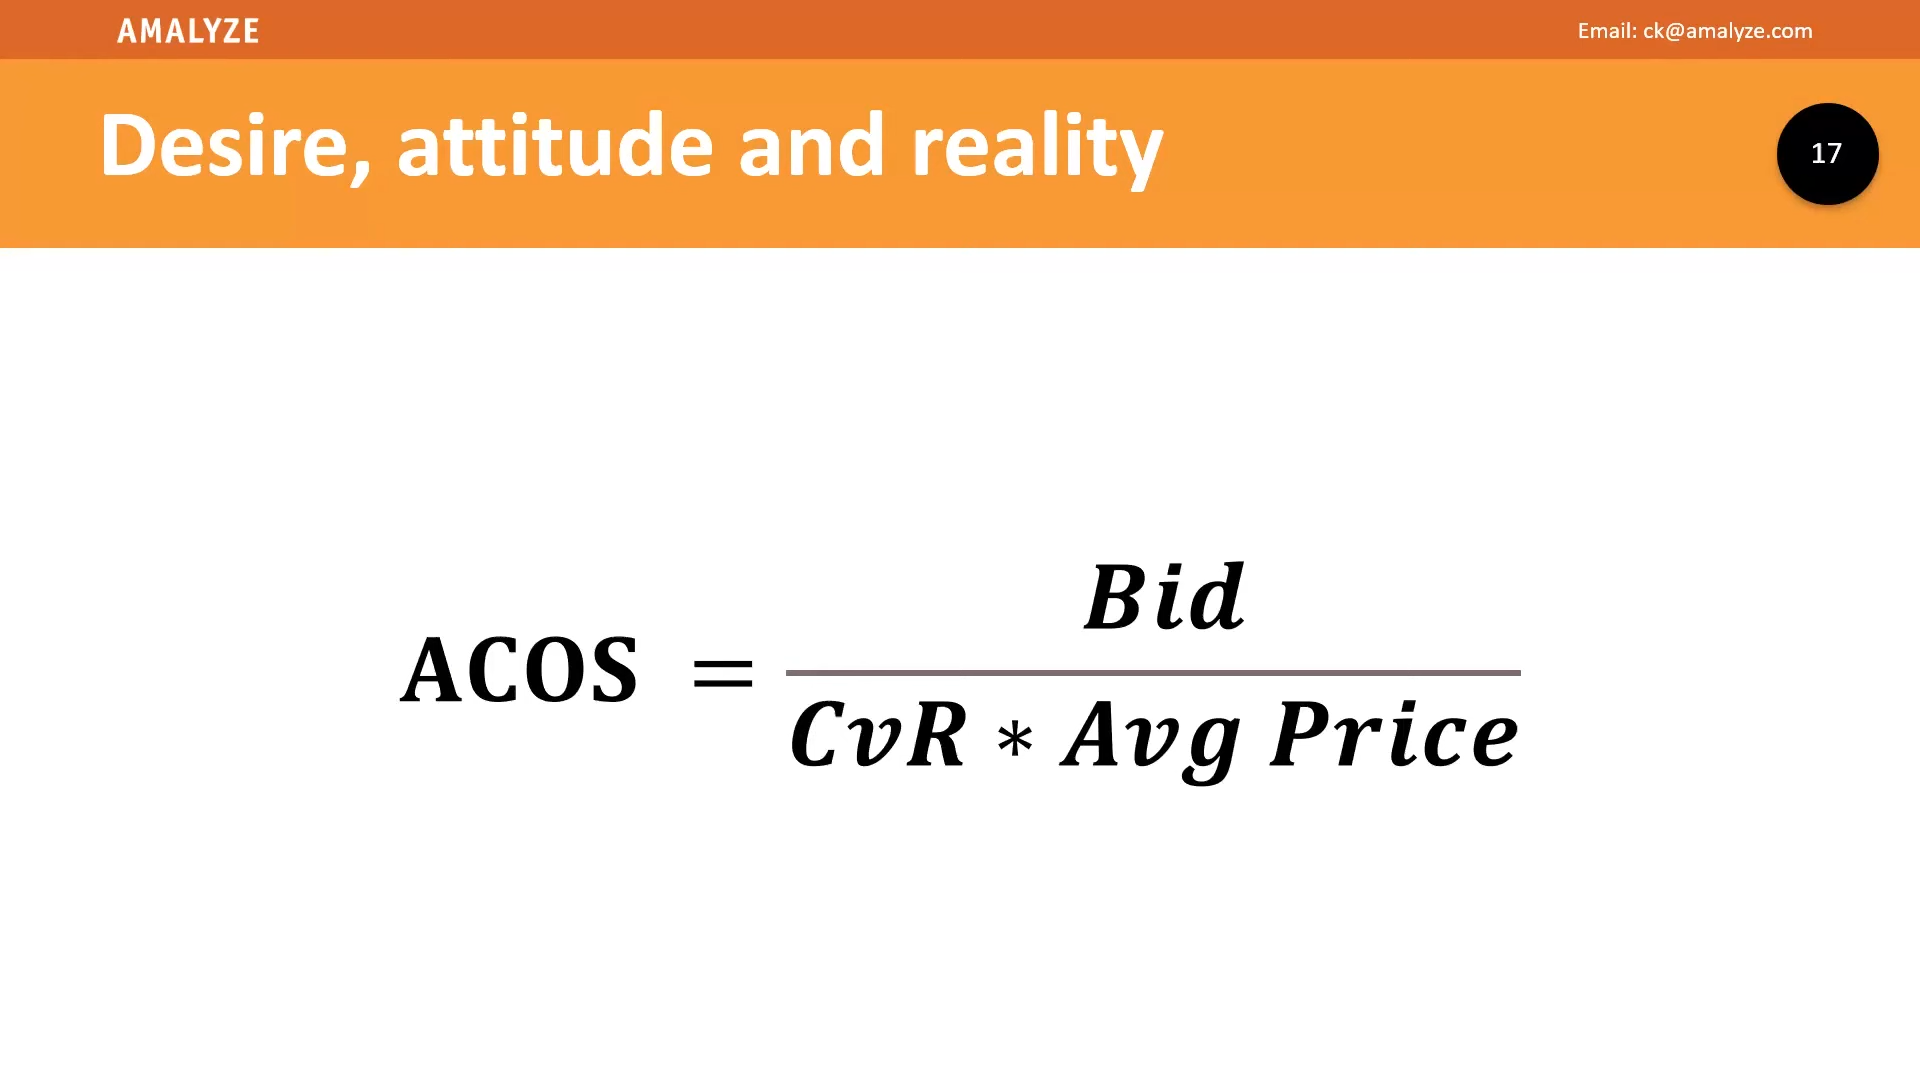 AMALYZE
Email: ck@amalyze.com
Desire, attitude and reality
17
Bid
ACOS =
CvR * Avg Price